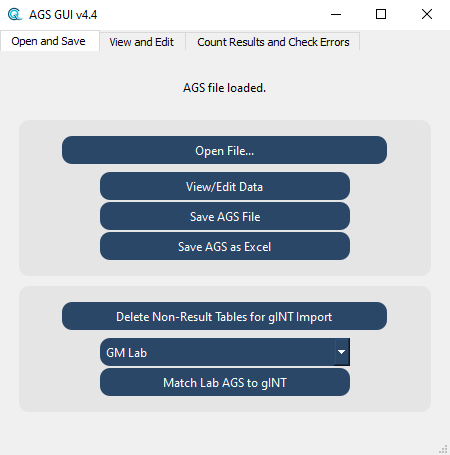 AGS GUI v4.4
Open and Save
View and Edit
Count Results and Check Errors
AGS file loaded.
Open File...
View/Edit Data
Save AGS File
Save AGS as Excel
Delete Non-Result Tables for gINT Import
GM Lab
Match Lab AGS to gINT